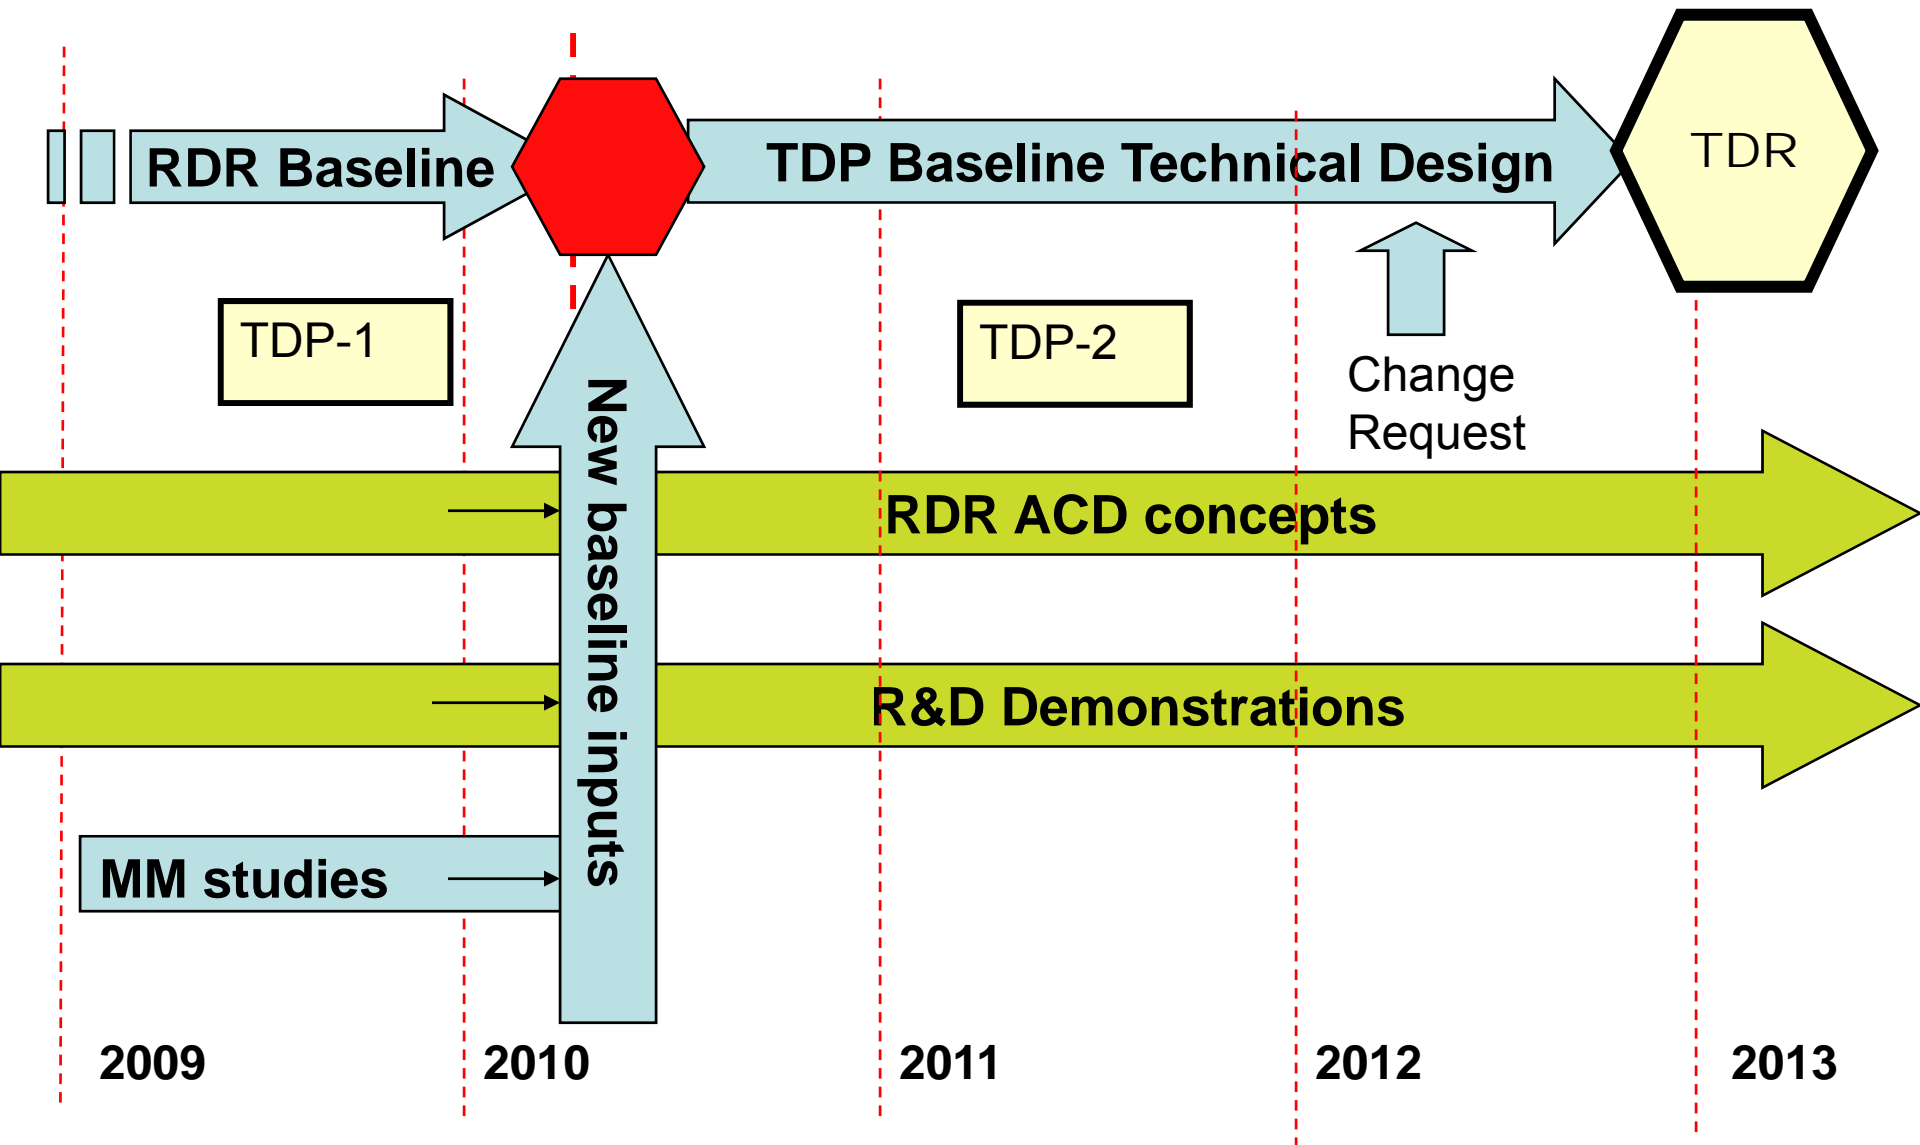 RDR Baseline
TDP Baseline Technical Design
TDR
TDP-1
TDP-2
Change
Request
New baseline inputs
RDR ACD concepts
R&D Demonstrations
MM studies
2009
2010
2011
2012
2013